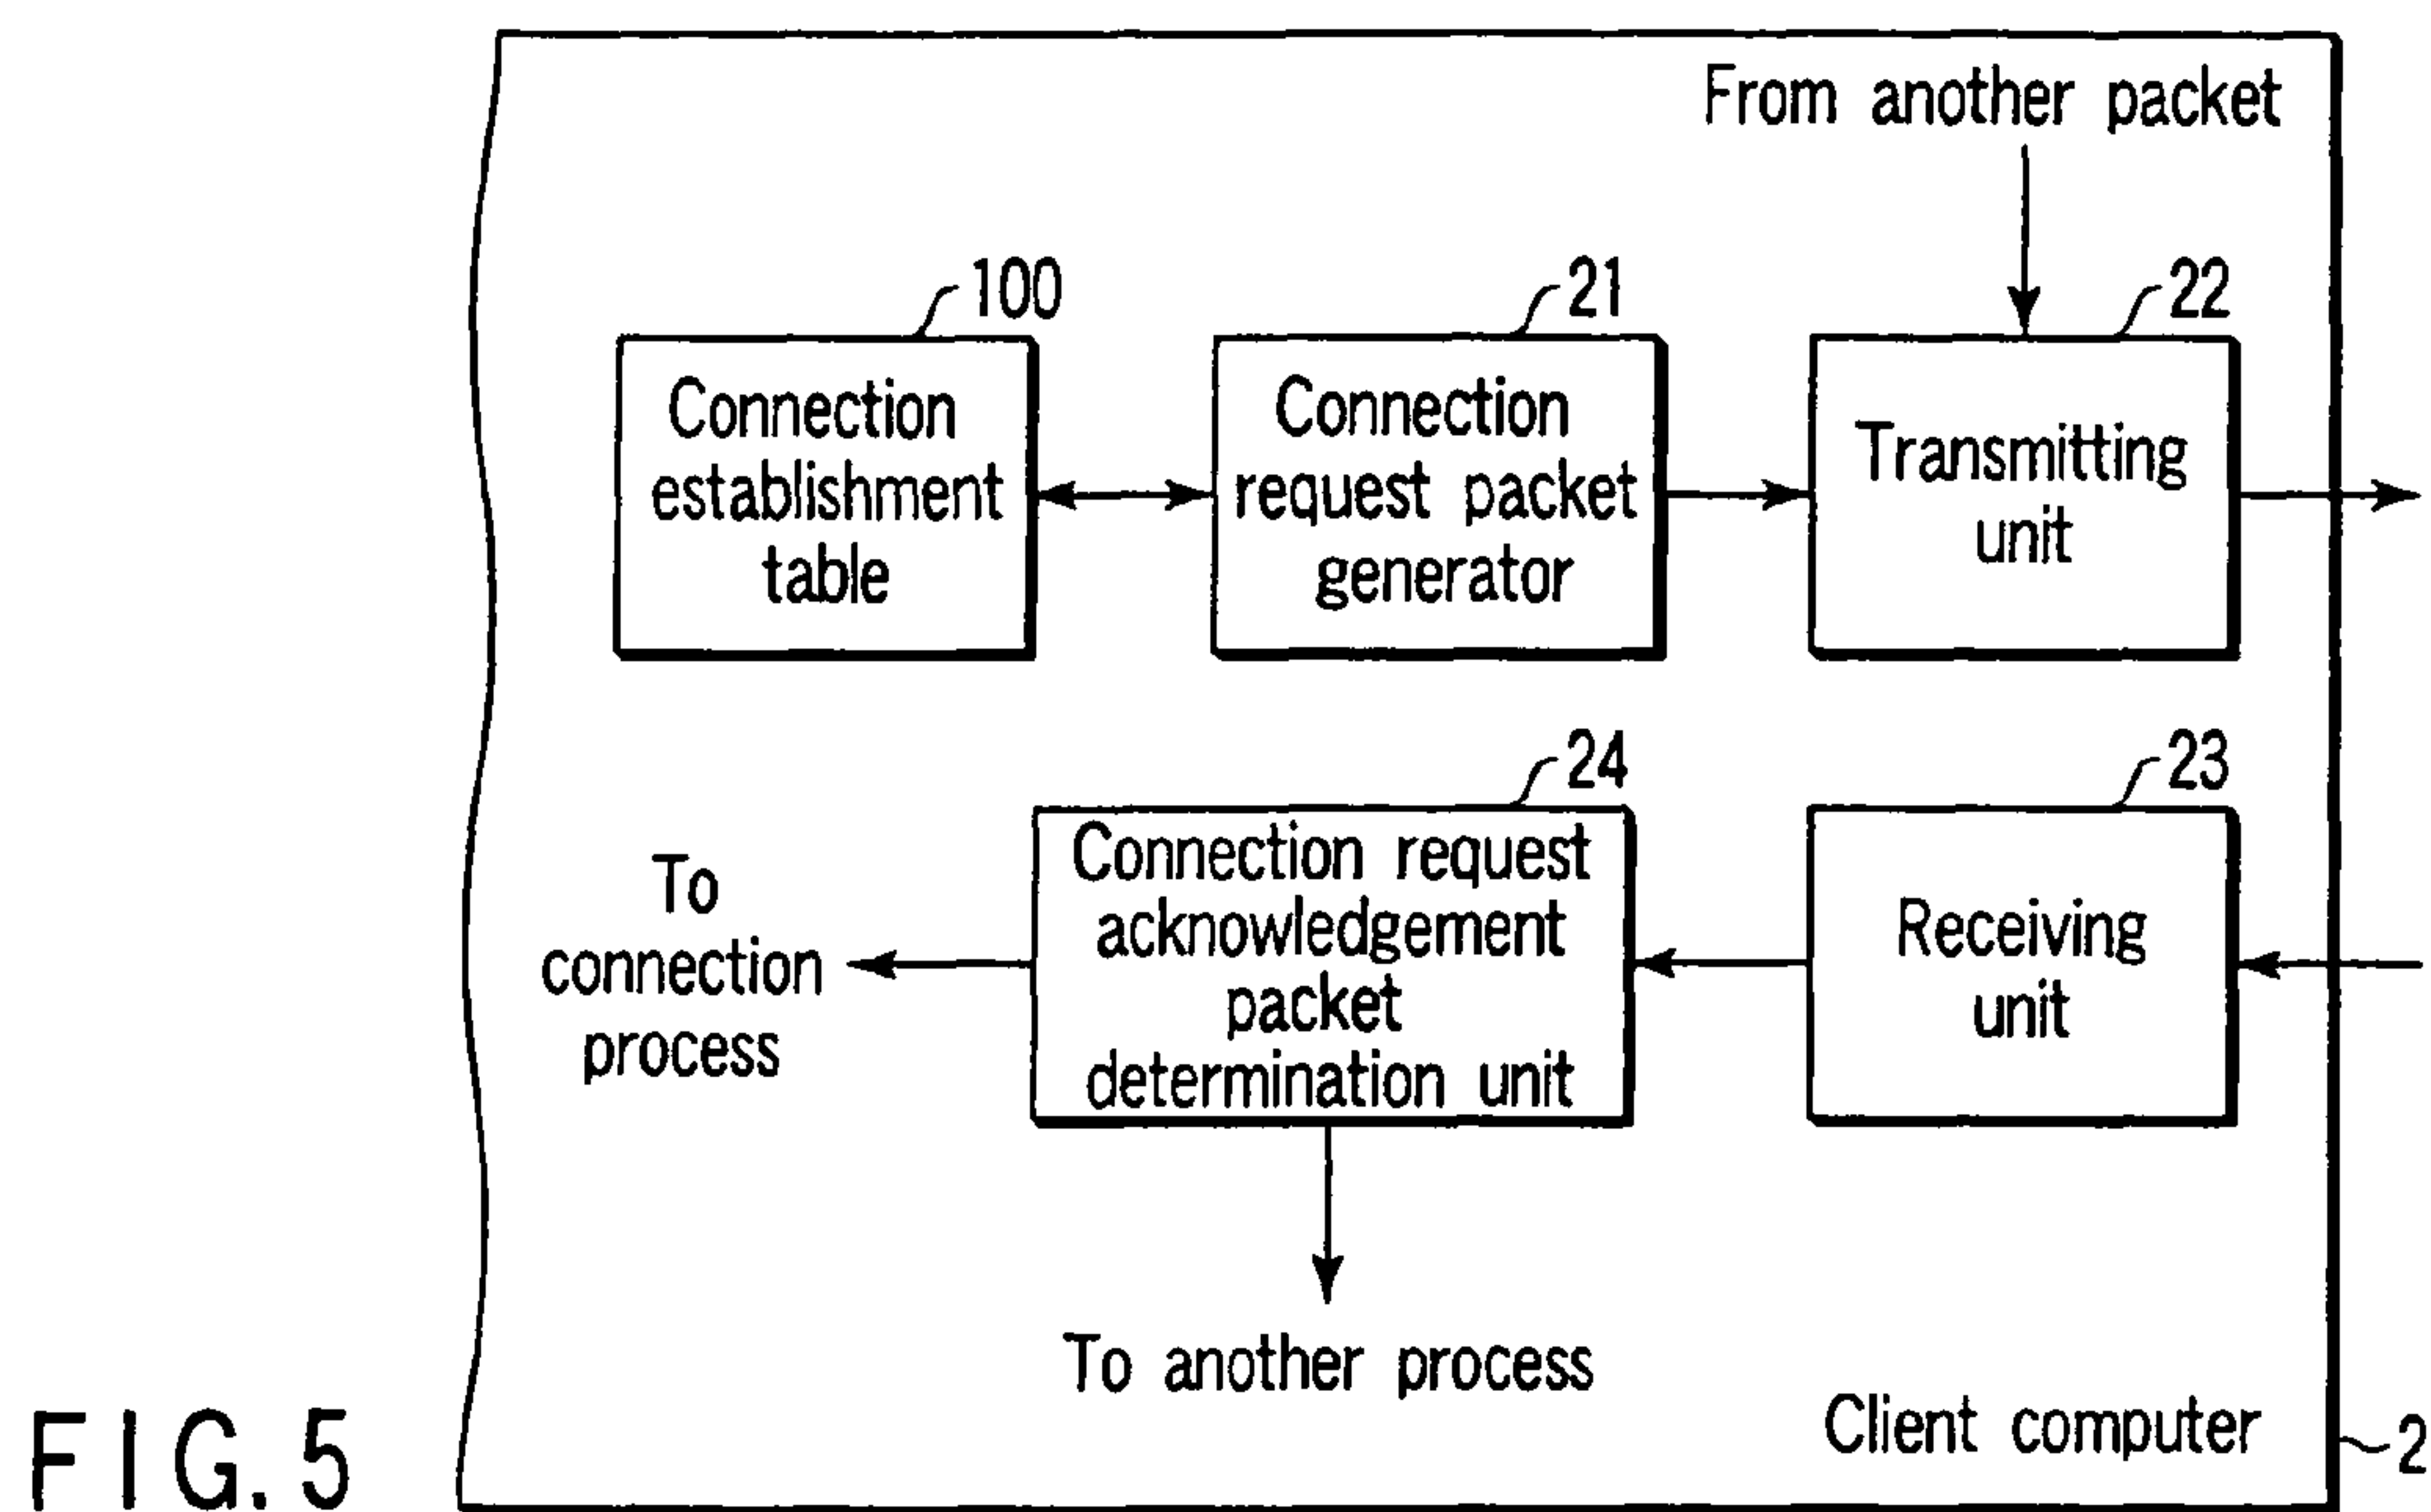 From another packet
100
21
22
Connection
establishment
table
Connection
request packet
generator
Transmitting
unit
24
23
To
connection
process
Connection request
acknowledgement
packet
determination unit
Receiving
unit
To another process
Client computer
2
FIG. 5